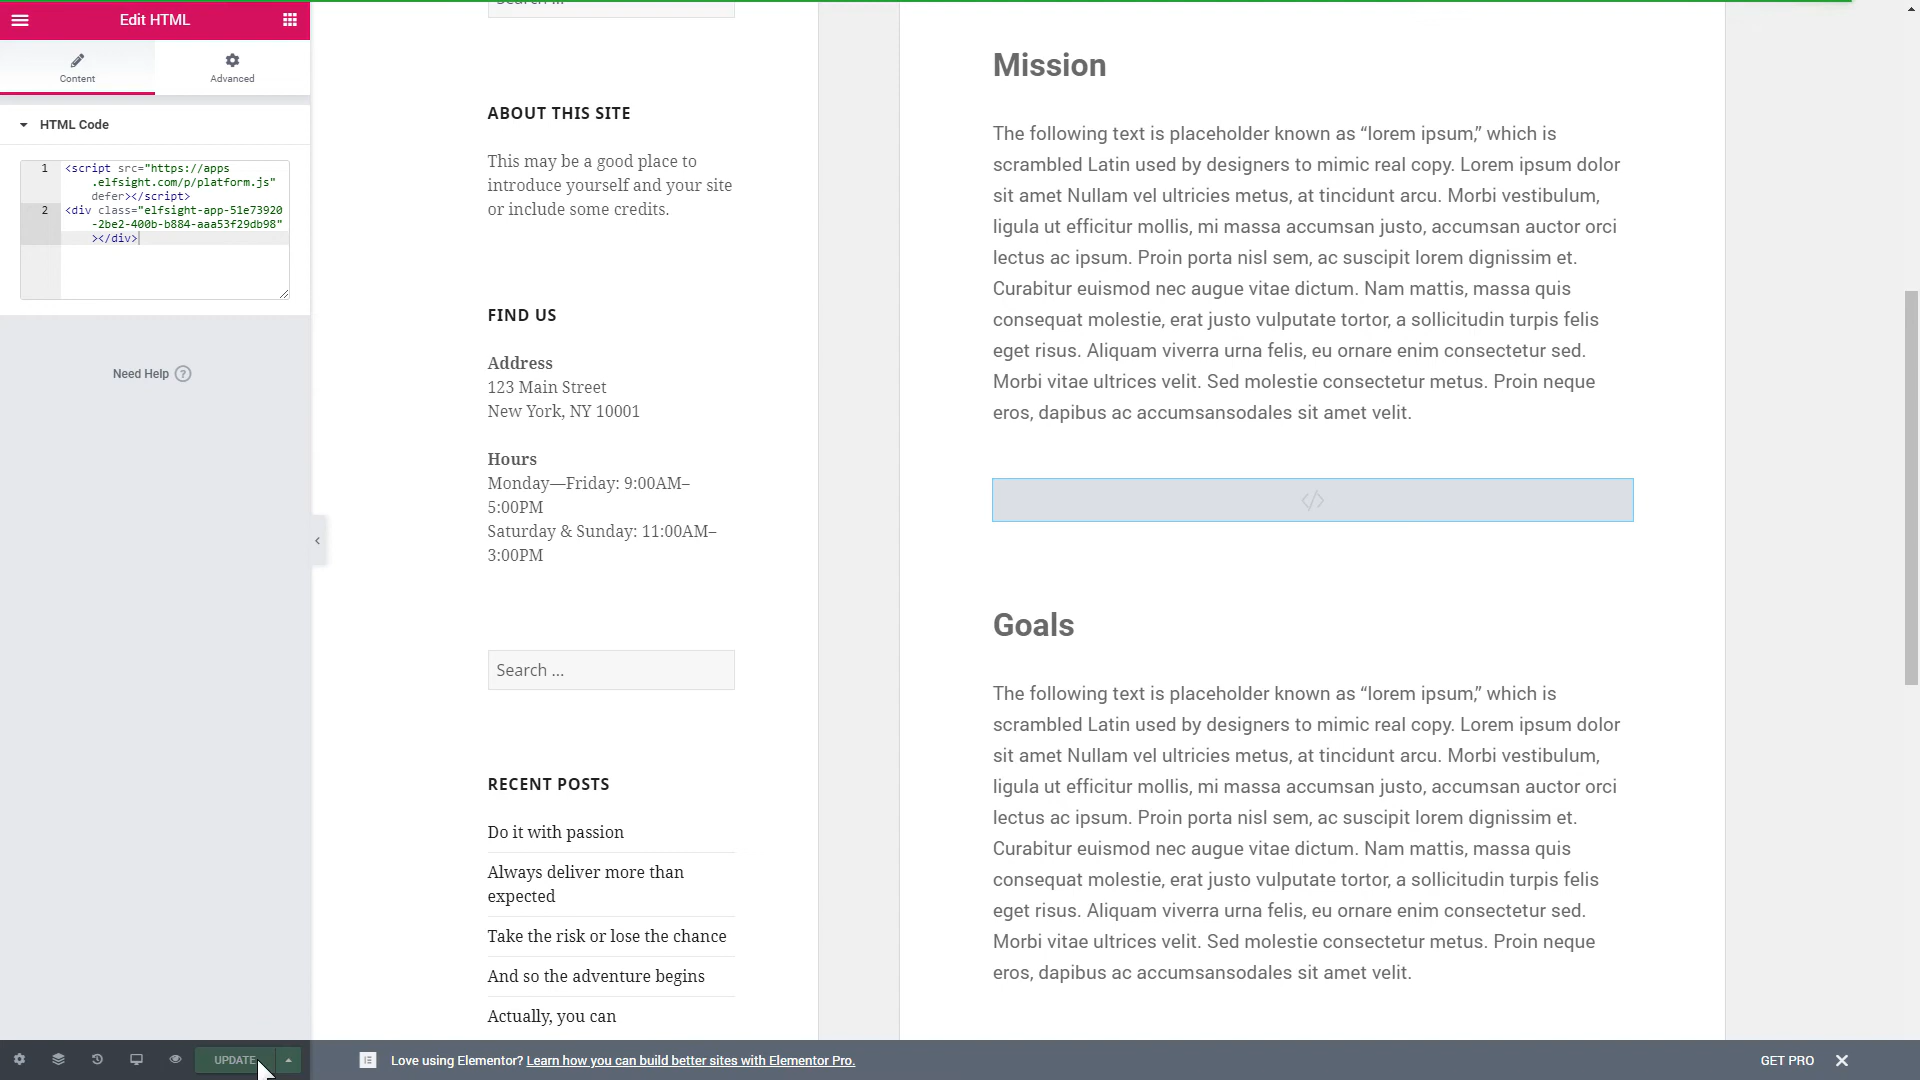 Edit HTML
Content
Advanced
HTML Code
1 <script src="https://apps
.elfsight.com/p/platform.js"
defer></script>
2 <div class="elfsight-app-51e73920
-2be2-400b-b884-aaa53f29db98"
></div>
Need Help ?
UPDATE
Search ...
ABOUT THIS SITE
This may be a good place to
introduce yourself and your site
or include some credits.
FIND US
Address
123 Main Street
New York, NY 10001
Hours
Monday—Friday: 9:00AM–
5:00PM
Saturday & Sunday: 11:00AM–
3:00PM
Search ...
RECENT POSTS
Do it with passion
Always deliver more than
expected
Take the risk or lose the chance
And so the adventure begins
Actually, you can
Mission
The following text is placeholder known as “lorem ipsum,” which is
scrambled Latin used by designers to mimic real copy. Lorem ipsum dolor
sit amet Nullam vel ultricies metus, at tincidunt arcu. Morbi vestibulum,
ligula ut efficitur mollis, mi massa accumsan justo, accumsan auctor orci
lectus ac ipsum. Proin porta nisl sem, ac suscipit lorem dignissim et.
Curabitur euismod nec augue vitae dictum. Nam mattis, massa quis
consequat molestie, erat justo vulputate tortor, a sollicitudin turpis felis
eget risus. Aliquam viverra urna felis, eu ornare enim consectetur sed.
Morbi vitae ultrices velit. Sed molestie consectetur metus. Proin neque
eros, dapibus ac accumsansodales sit amet velit.
Goals
The following text is placeholder known as “lorem ipsum,” which is
scrambled Latin used by designers to mimic real copy. Lorem ipsum dolor
sit amet Nullam vel ultricies metus, at tincidunt arcu. Morbi vestibulum,
ligula ut efficitur mollis, mi massa accumsan justo, accumsan auctor orci
lectus ac ipsum. Proin porta nisl sem, ac suscipit lorem dignissim et.
Curabitur euismod nec augue vitae dictum. Nam mattis, massa quis
consequat molestie, erat justo vulputate tortor, a sollicitudin turpis felis
eget risus. Aliquam viverra urna felis, eu ornare enim consectetur sed.
Morbi vitae ultrices velit. Sed molestie consectetur metus. Proin neque
eros, dapibus ac accumsansodales sit amet velit.
Love using Elementor? Learn how you can build better sites with Elementor Pro.
GET PRO